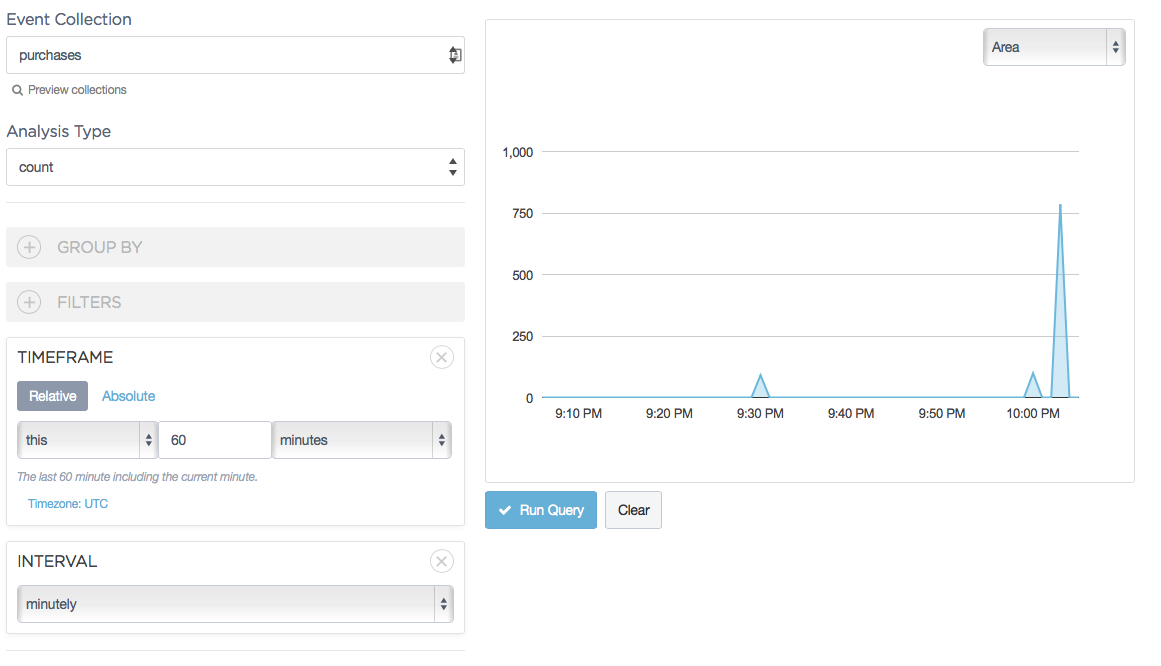 Event Collection
purchases
Preview collections
Analysis Type
count
GROUP BY
FILTERS
TIMEFRAME
Relative Absolute
this 60 minutes
The last 60 minute including the current minute.
Timezone: UTC
INTERVAL
minutely
Area
1,000
750
500
250
0
9:10 PM 9:20 PM 9:30 PM 9:40 PM 9:50 PM 10:00 PM
Run Query Clear